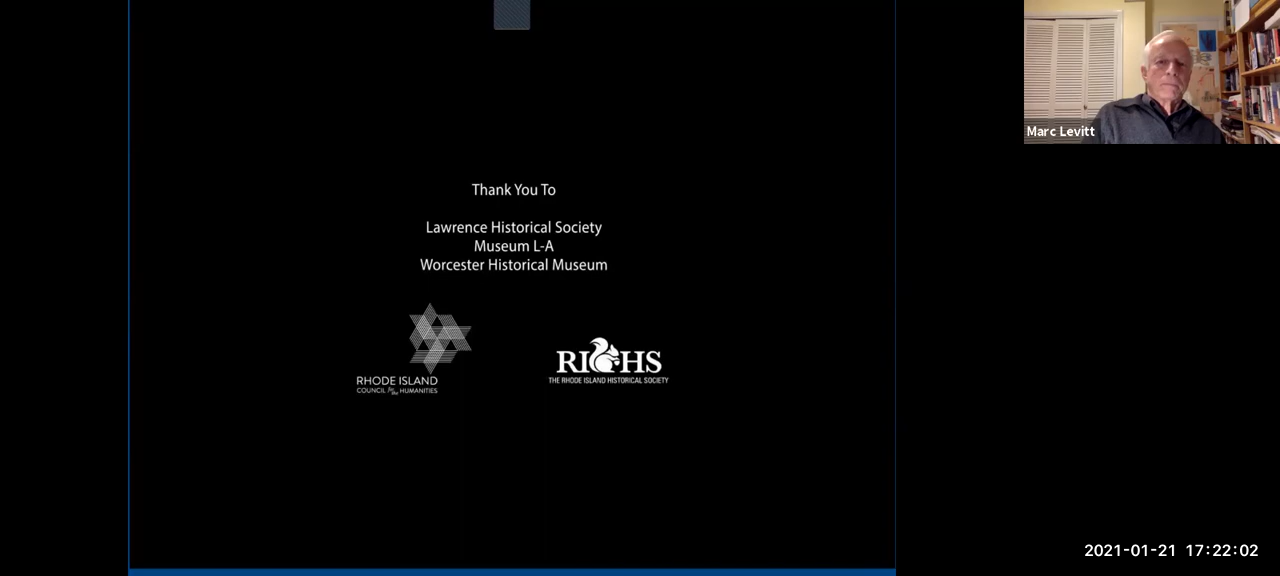 Thank You To
Lawrence Historical Society
Museum L-A
Worcester Historical Museum
RHODE ISLAND
COUNCIL for the HUMANITIES
RIHS
THE RHODE ISLAND HISTORICAL SOCIETY
Marc Levitt
2021-01-21 17:22:02